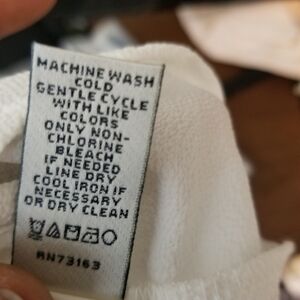 MACHINE WASH
COLD
GENTLE CYCLE
WITH LIKE
COLORS
ONLY NON-
CHLORINE
BLEACH
IF NEEDED
LINE DRY
COOL IRON IF
NECESSARY
OR DRY CLEAN
RN73163